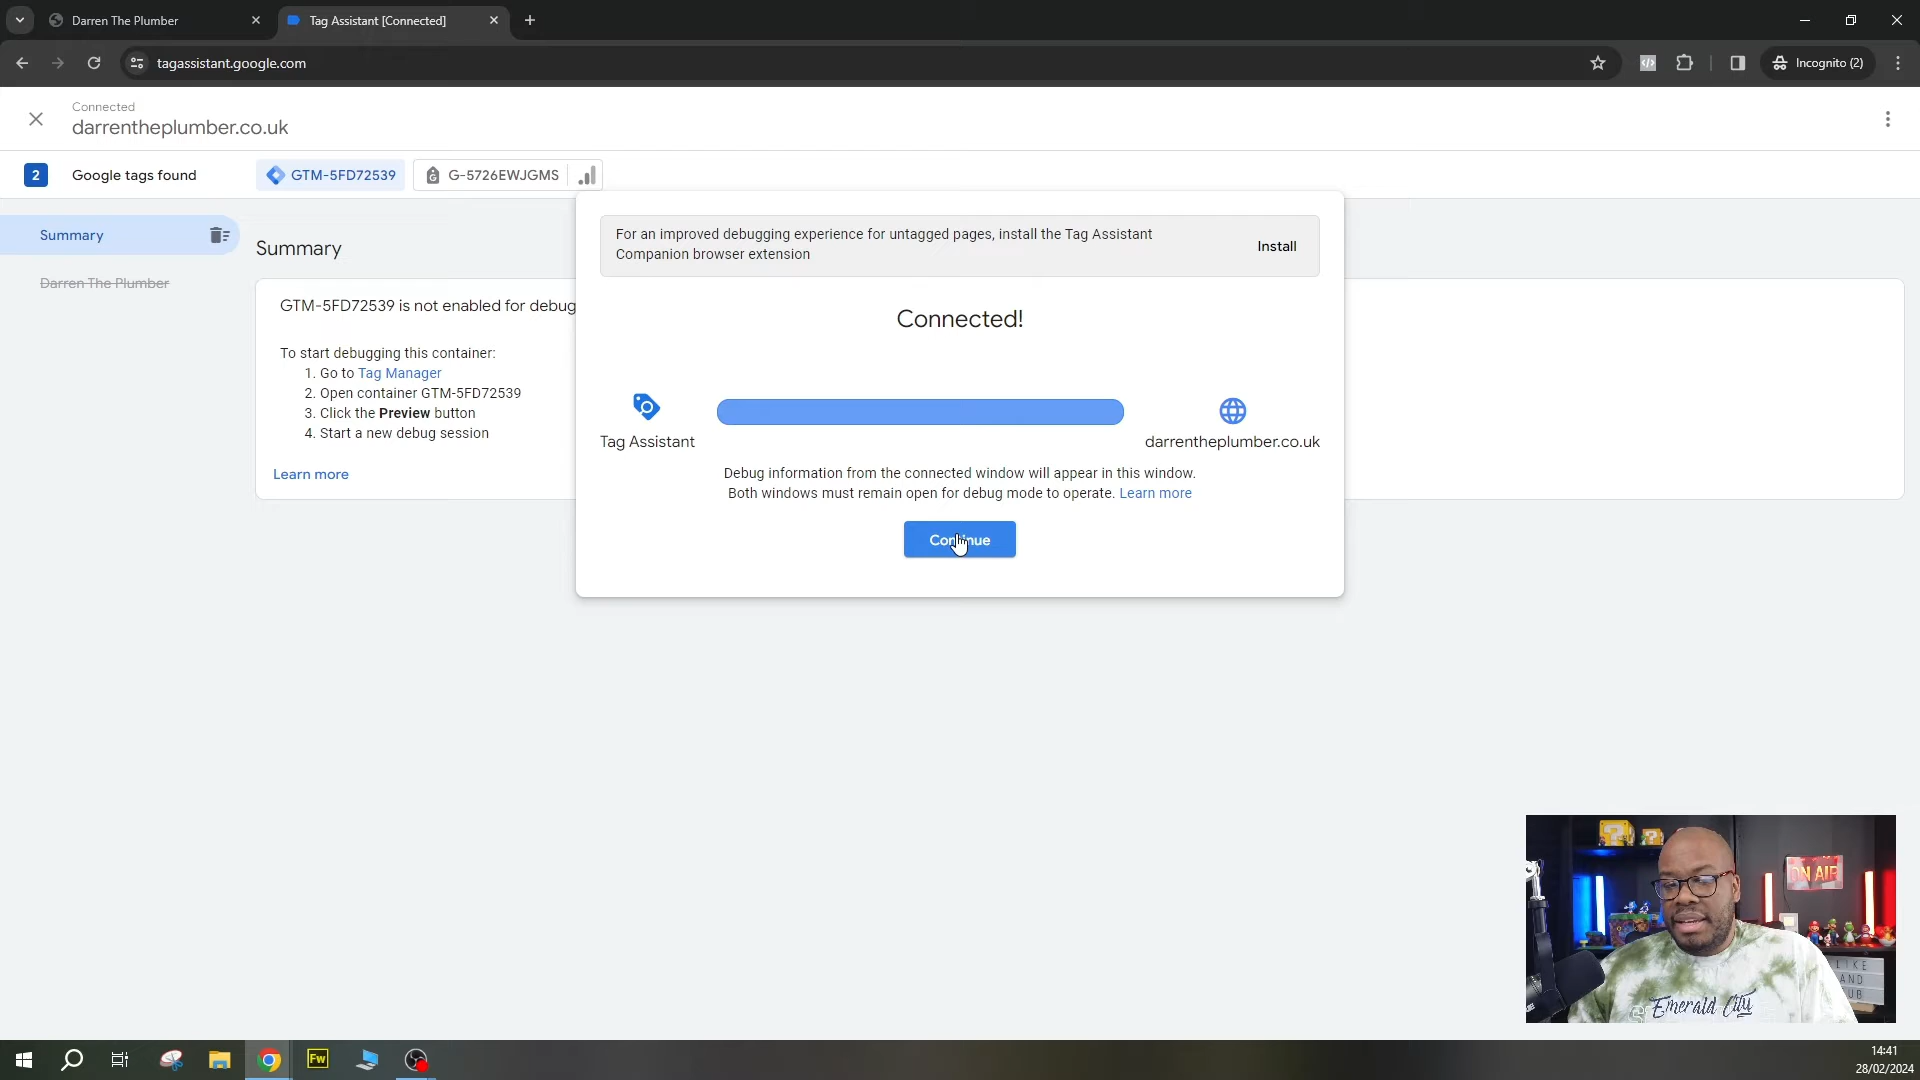 Darren The Plumber
Tag Assistant [Connected]
tagassistant.google.com
Incognito (2)
Connected
darrentheplumber.co.uk
2
Google tags found
GTM-5FD72539
G-5726EWJGMS
Summary
Darren The Plumber
Summary
GTM-5FD72539 is not enabled for debug
To start debugging this container:
1. Go to Tag Manager
2. Open container GTM-5FD72539
3. Click the Preview button
4. Start a new debug session
Learn more
For an improved debugging experience for untagged pages, install the Tag Assistant
Companion browser extension
Install
Connected!
Tag Assistant
darrentheplumber.co.uk
Debug information from the connected window will appear in this window.
Both windows must remain open for debug mode to operate. Learn more
Continue
ON AIR
LIKE
AND
Emerald City
Fw
14:41
28/02/2024